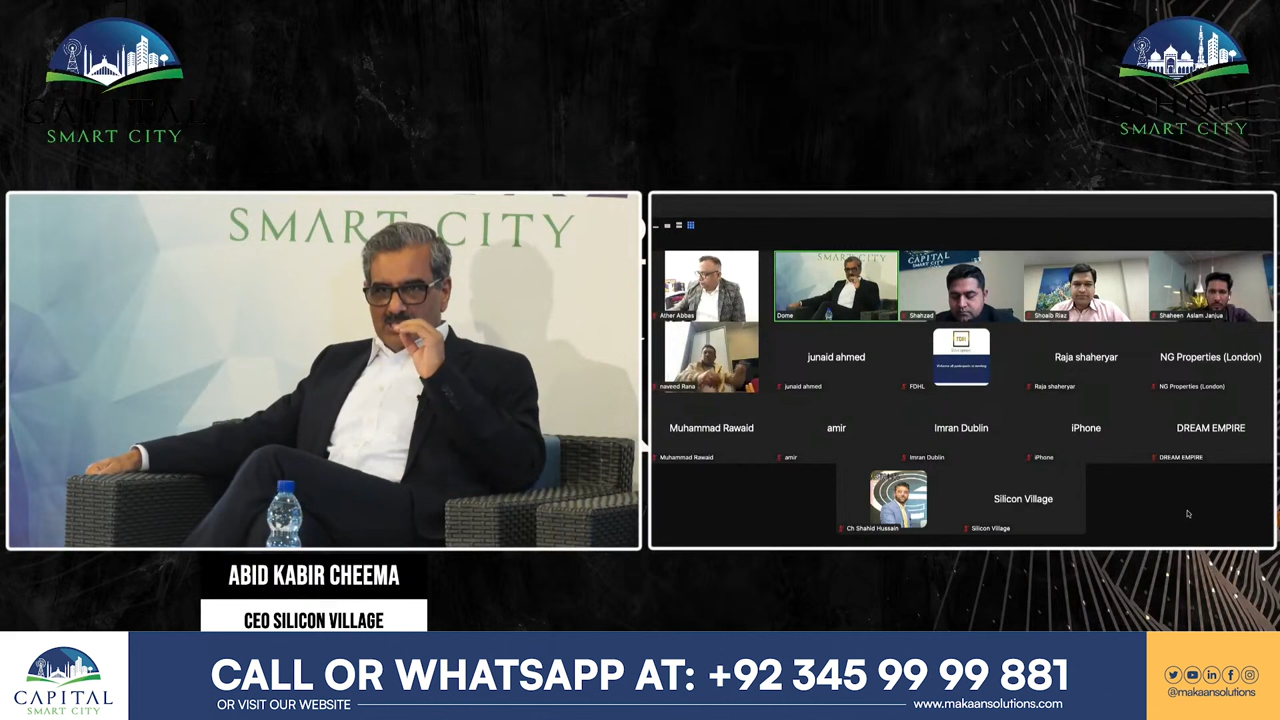 CAPITAL
SMART CITY
LAHORE
SMART CITY
SMART CITY
SMART CITY
CAPITAL
SMART CITY
Ather Abbas
Dome
Shahzad
Shoaib Riaz
Shaheen Aslam Janjua
naveed Rana
junaid ahmed
junaid ahmed
FDHL
Raja shaheryar
Raja shaheryar
NG Properties (London)
NG Properties (London)
Muhammad Rawaid
Muhammad Rawaid
amir
amir
Imran Dublin
Imran Dublin
iPhone
iPhone
DREAM EMPIRE
DREAM EMPIRE
Ch Shahid Hussain
Silicon Village
Silicon Village
ABID KABIR CHEEMA
CEO SILICON VILLAGE
CAPITAL
SMART CITY
CALL OR WHATSAPP AT: +92 345 99 99 881
OR VISIT OUR WEBSITE
www.makaansolutions.com
@makaansolutions